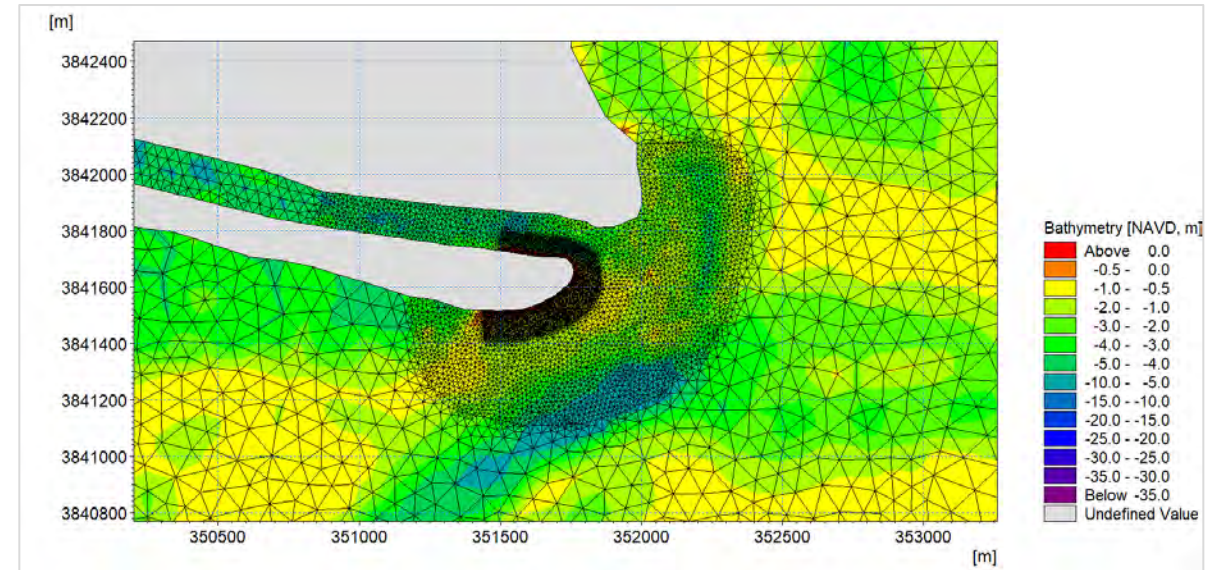 [m]
3842400
3842200
3842000
3841800
3841600
3841400
3841200
3841000
3840800
350500 351000 351500 352000 352500 353000
[m]
Bathymetry [NAVD, m]
Above 0.0
-0.5 - 0.0
-1.0 - -0.5
-2.0 - -1.0
-3.0 - -2.0
-4.0 - -3.0
-5.0 - -4.0
-10.0 - -5.0
-15.0 - -10.0
-20.0 - -15.0
-25.0 - -20.0
-30.0 - -25.0
-35.0 - -30.0
Below -35.0
Undefined Value